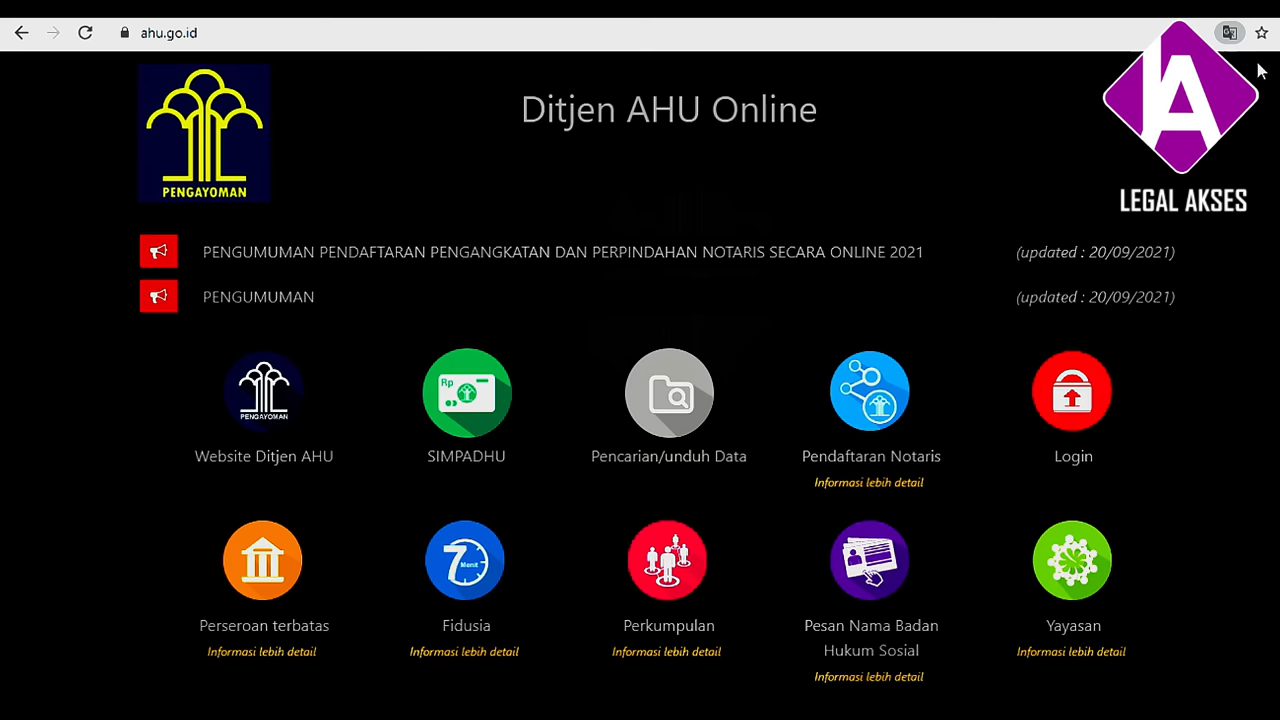 ahu.go.id
PENGAYOMAN
Ditjen AHU Online
LEGAL AKSES
PENGUMUMAN PENDAFTARAN PENGANGKATAN DAN PERPINDAHAN NOTARIS SECARA ONLINE 2021 (updated : 20/09/2021)
PENGUMUMAN (updated : 20/09/2021)
PENGAYOMAN
Rp
Website Ditjen AHU
SIMPADHU
Pencarian/unduh Data
Pendaftaran Notaris
Informasi lebih detail
Login
7 Menit
Perseroan terbatas
Informasi lebih detail
Fidusia
Informasi lebih detail
Perkumpulan
Informasi lebih detail
Pesan Nama Badan
Hukum Sosial
Informasi lebih detail
Yayasan
Informasi lebih detail